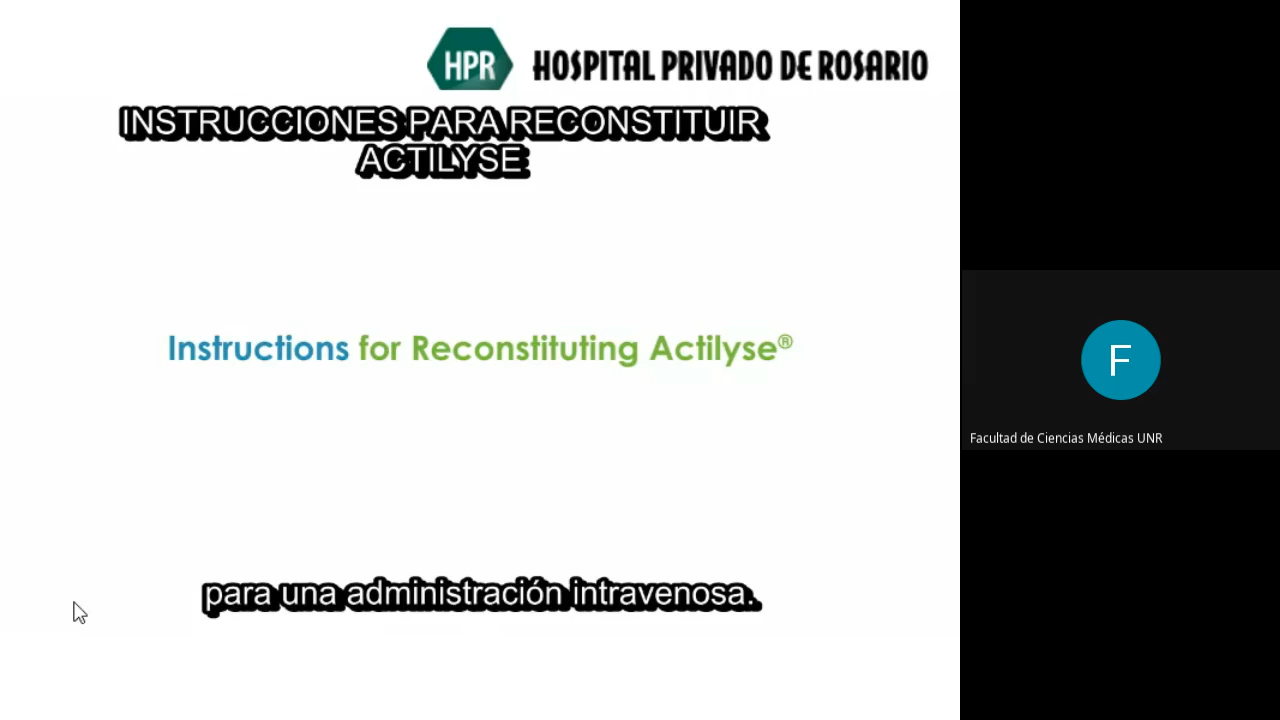 HPR HOSPITAL PRIVADO DE ROSARIO
INSTRUCCIONES PARA RECONSTITUIR
ACTILYSE
Instructions for Reconstituting Actilyse®
F
Facultad de Ciencias Médicas UNR
para una administración intravenosa.